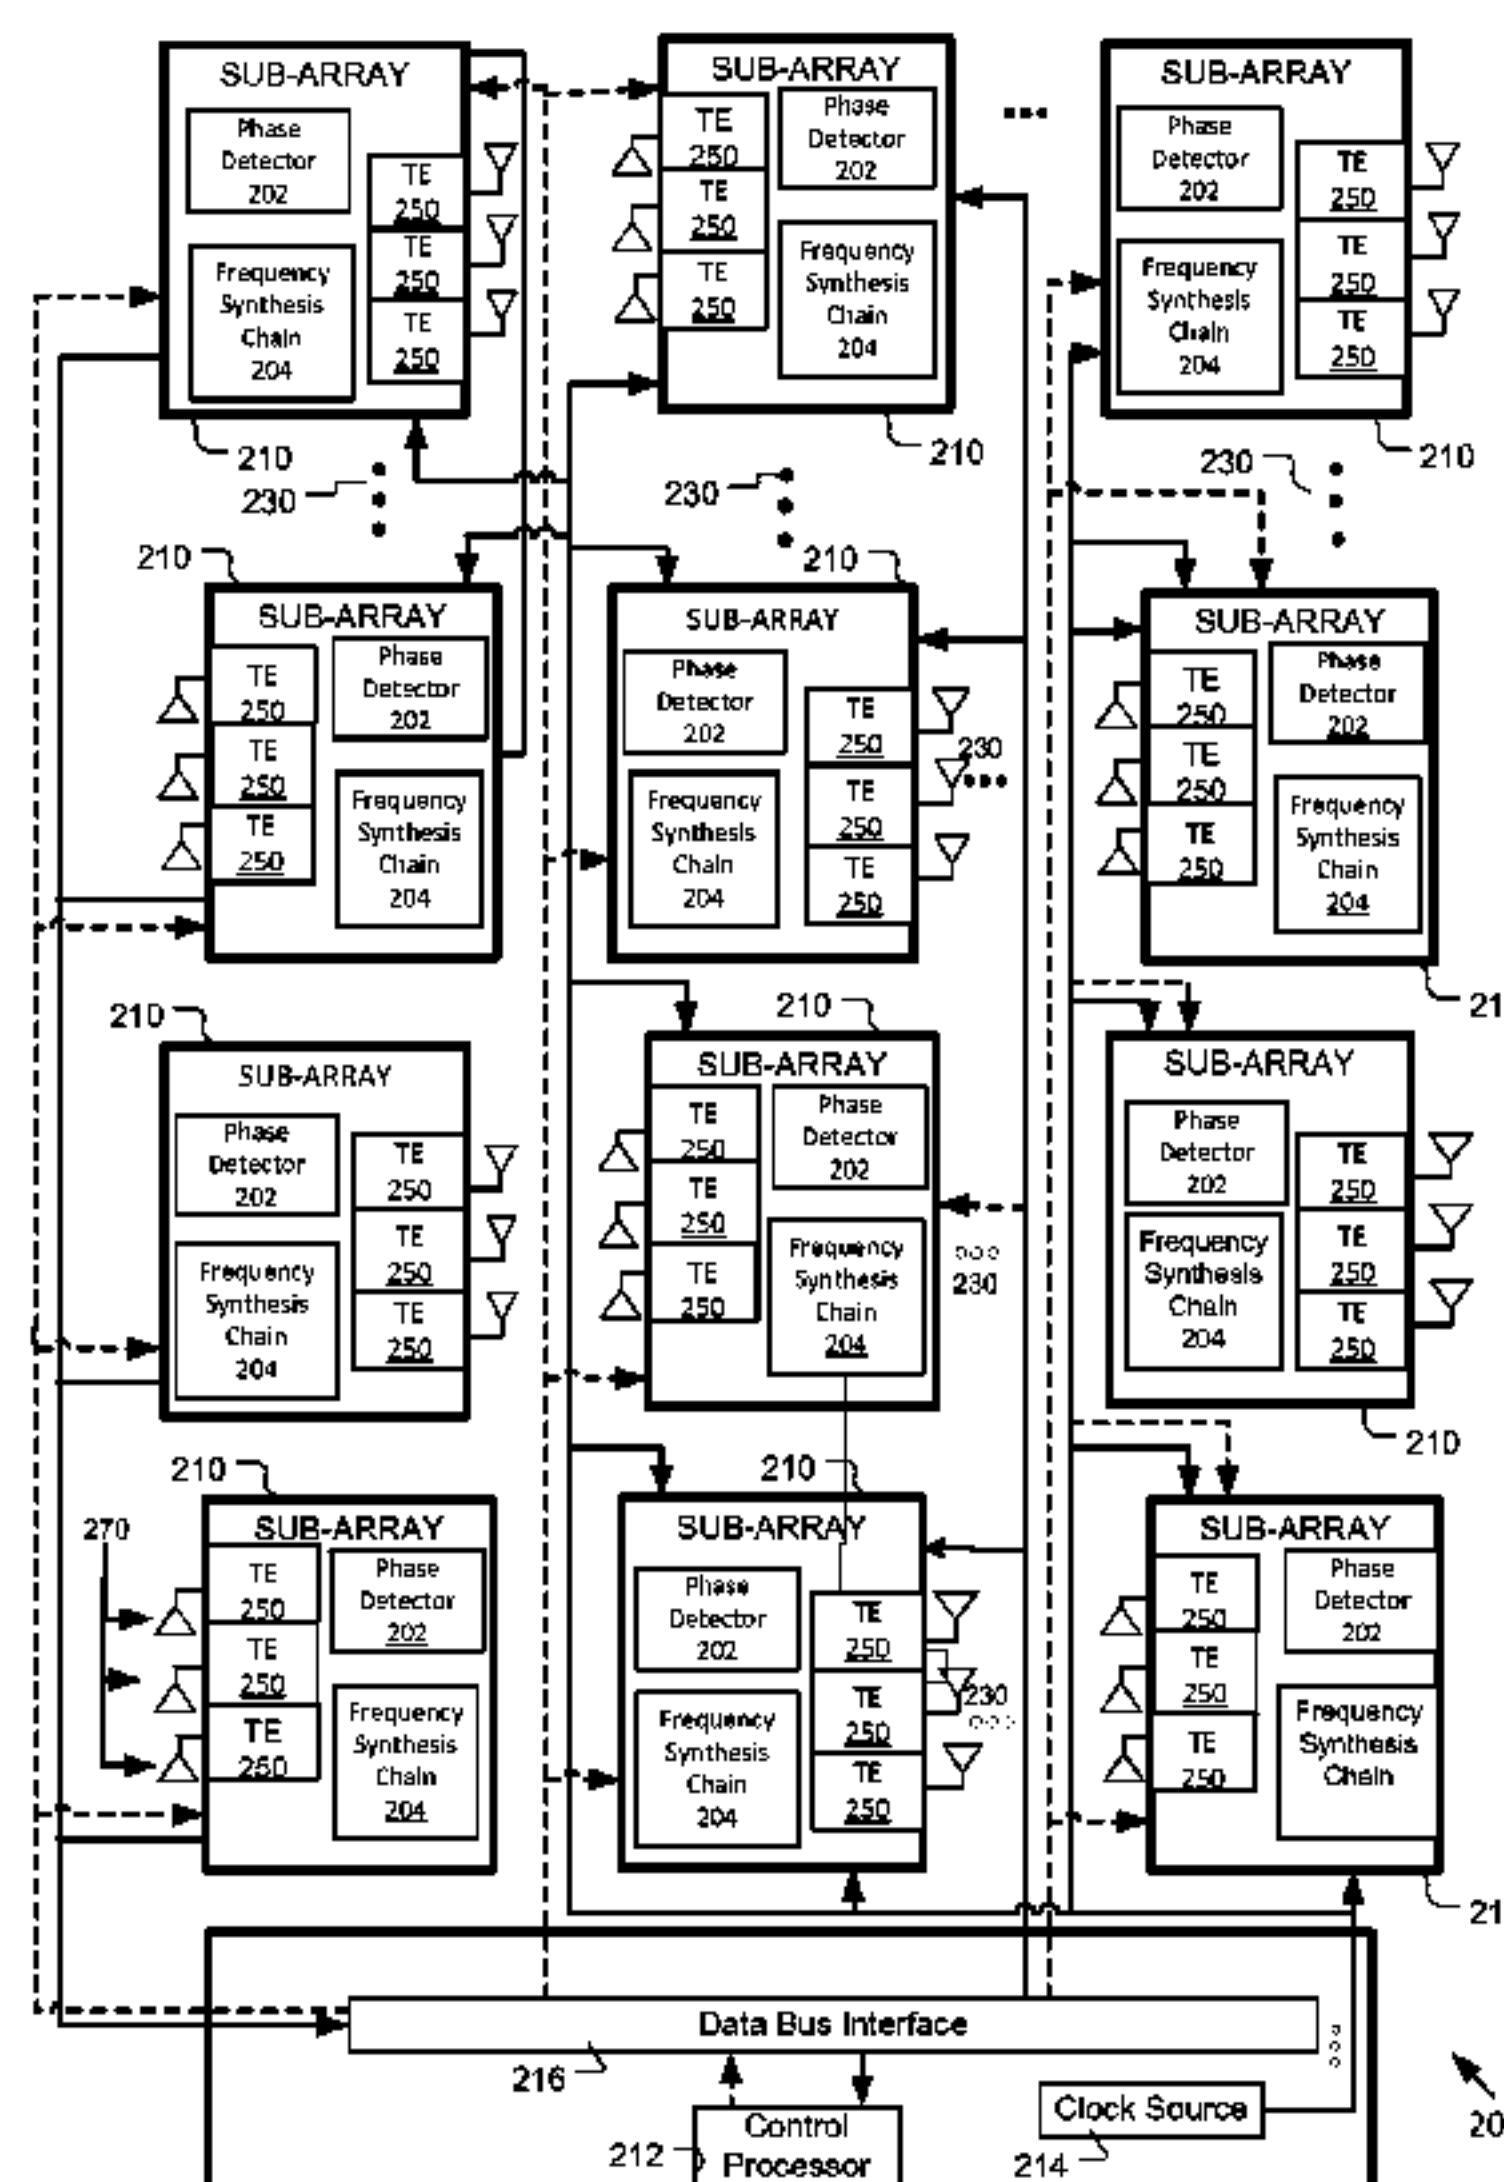 SUB-ARRAY
Phase
Detector
202
TE
250
TE
250
TE
250
Frequency
Synthesis
Chain
204
210
230
SUB-ARRAY
TE
250
TE
250
TE
250
Phase
Detector
202
Frequency
Synthesis
Chain
204
210
230
SUB-ARRAY
Phase
Detector
202
TE
250
TE
250
TE
250
Frequency
Synthesis
Chain
204
210
230
210
SUB-ARRAY
TE
250
TE
250
TE
250
Phase
Detector
202
Frequency
Synthesis
Chain
204
210
SUB-ARRAY
Phase
Detector
202
TE
250
TE
250
TE
250
Frequency
Synthesis
Chain
204
230
SUB-ARRAY
TE
250
TE
250
TE
250
Phase
Detector
202
Frequency
Synthesis
Chain
204
21
210
SUB-ARRAY
Phase
Detector
202
TE
250
TE
250
TE
250
Frequency
Synthesis
Chain
204
210
SUB-ARRAY
TE
250
TE
250
TE
250
Phase
Detector
202
Frequency
Synthesis
Chain
204
230
SUB-ARRAY
Phase
Detector
202
TE
250
TE
250
TE
250
Frequency
Synthesis
Chain
204
210
210
270
SUB-ARRAY
TE
250
TE
250
TE
250
Phase
Detector
202
Frequency
Synthesis
Chain
204
210
SUB-ARRAY
Phase
Detector
202
TE
250
TE
250
TE
250
Frequency
Synthesis
Chain
204
230
SUB-ARRAY
TE
250
TE
250
TE
250
Phase
Detector
202
Frequency
Synthesis
Chain
21
Data Bus Interface
216
Control
Processor
212
Clock Source
214
20